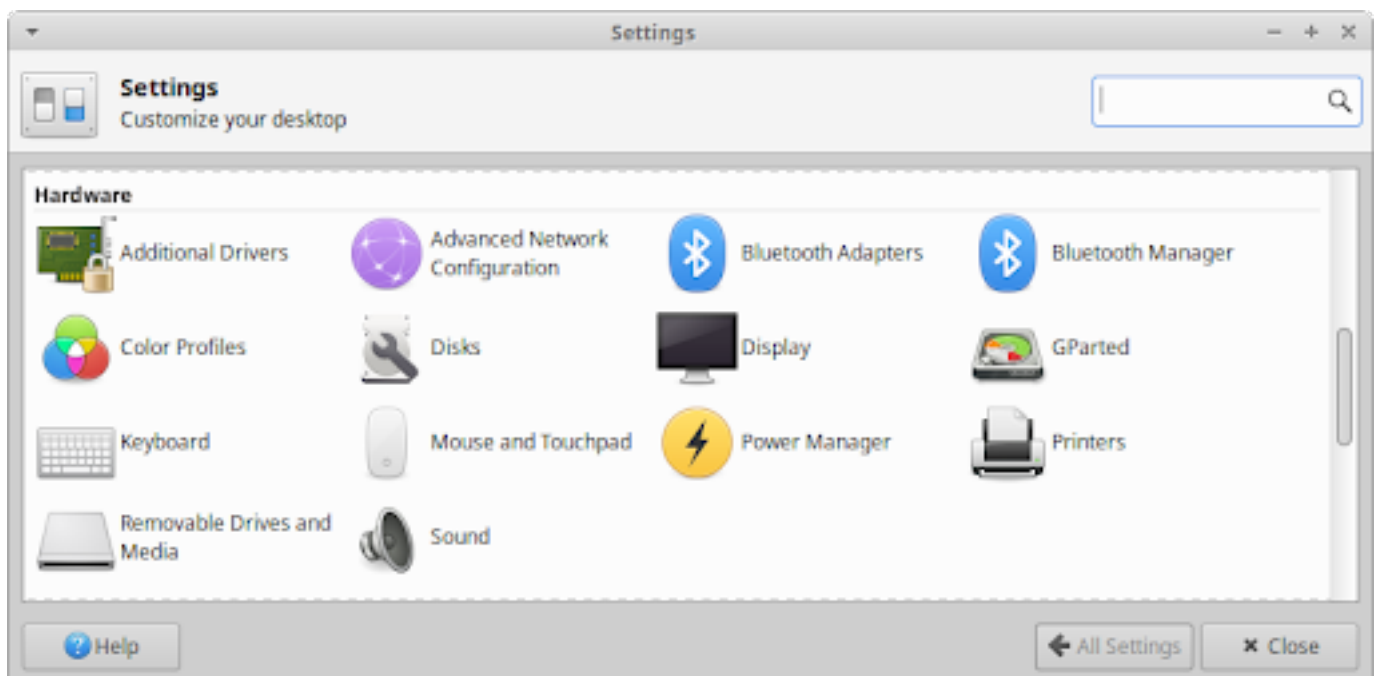 Settings
Settings
Customize your desktop
Hardware
Additional Drivers
Advanced Network
Configuration
Bluetooth Adapters
Bluetooth Manager
Color Profiles
Disks
Display
GParted
Keyboard
Mouse and Touchpad
Power Manager
Printers
Removable Drives and
Media
Sound
Help
All Settings
Close